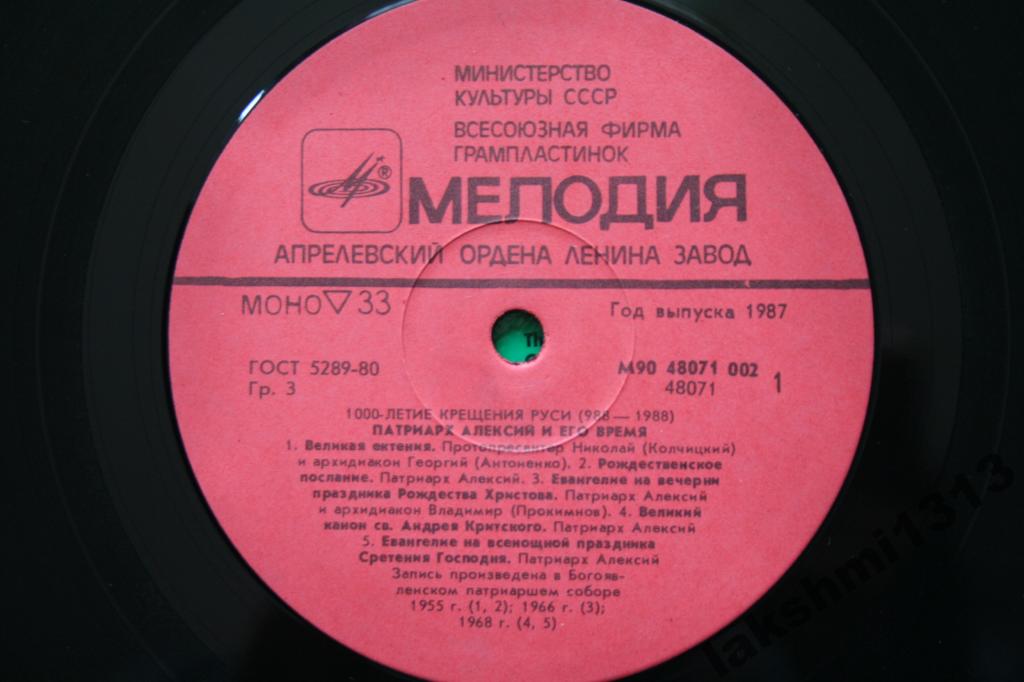 МИНИСТЕРСТВО
КУЛЬТУРЫ СССР
ВСЕСОЮЗНАЯ ФИРМА
ГРАМПЛАСТИНОК
®
МЕЛОДИЯ
АПРЕЛЕВСКИЙ ОРДЕНА ЛЕНИНА ЗАВОД
МОНО ▽ 33
Год выпуска 1987
Th
ГОСТ 5289-80
Гр. 3
М90 48071 002
48071
1
1000-ЛЕТИЕ КРЕЩЕНИЯ РУСИ (988 — 1988)
ПАТРИАРХ АЛЕКСИЙ И ЕГО ВРЕМЯ
1. Великая ектения. Протопресвитер Николай (Колчицкий)
и архидиакон Георгий (Антоненко). 2. Рождественское
послание. Патриарх Алексий. 3. Евангелие на вечерни
праздника Рождества Христова. Патриарх Алексий
и архидиакон Владимир (Прокимнов). 4. Великий
канон св. Андрея Критского. Патриарх Алексий
5. Евангелие на всенощной праздника
Сретения Господня. Патриарх Алексий
Запись произведена в Богояв-
ленском патриаршем соборе
1955 г. (1, 2); 1966 г. (3);
1968 г. (4, 5)
lakshmi1313